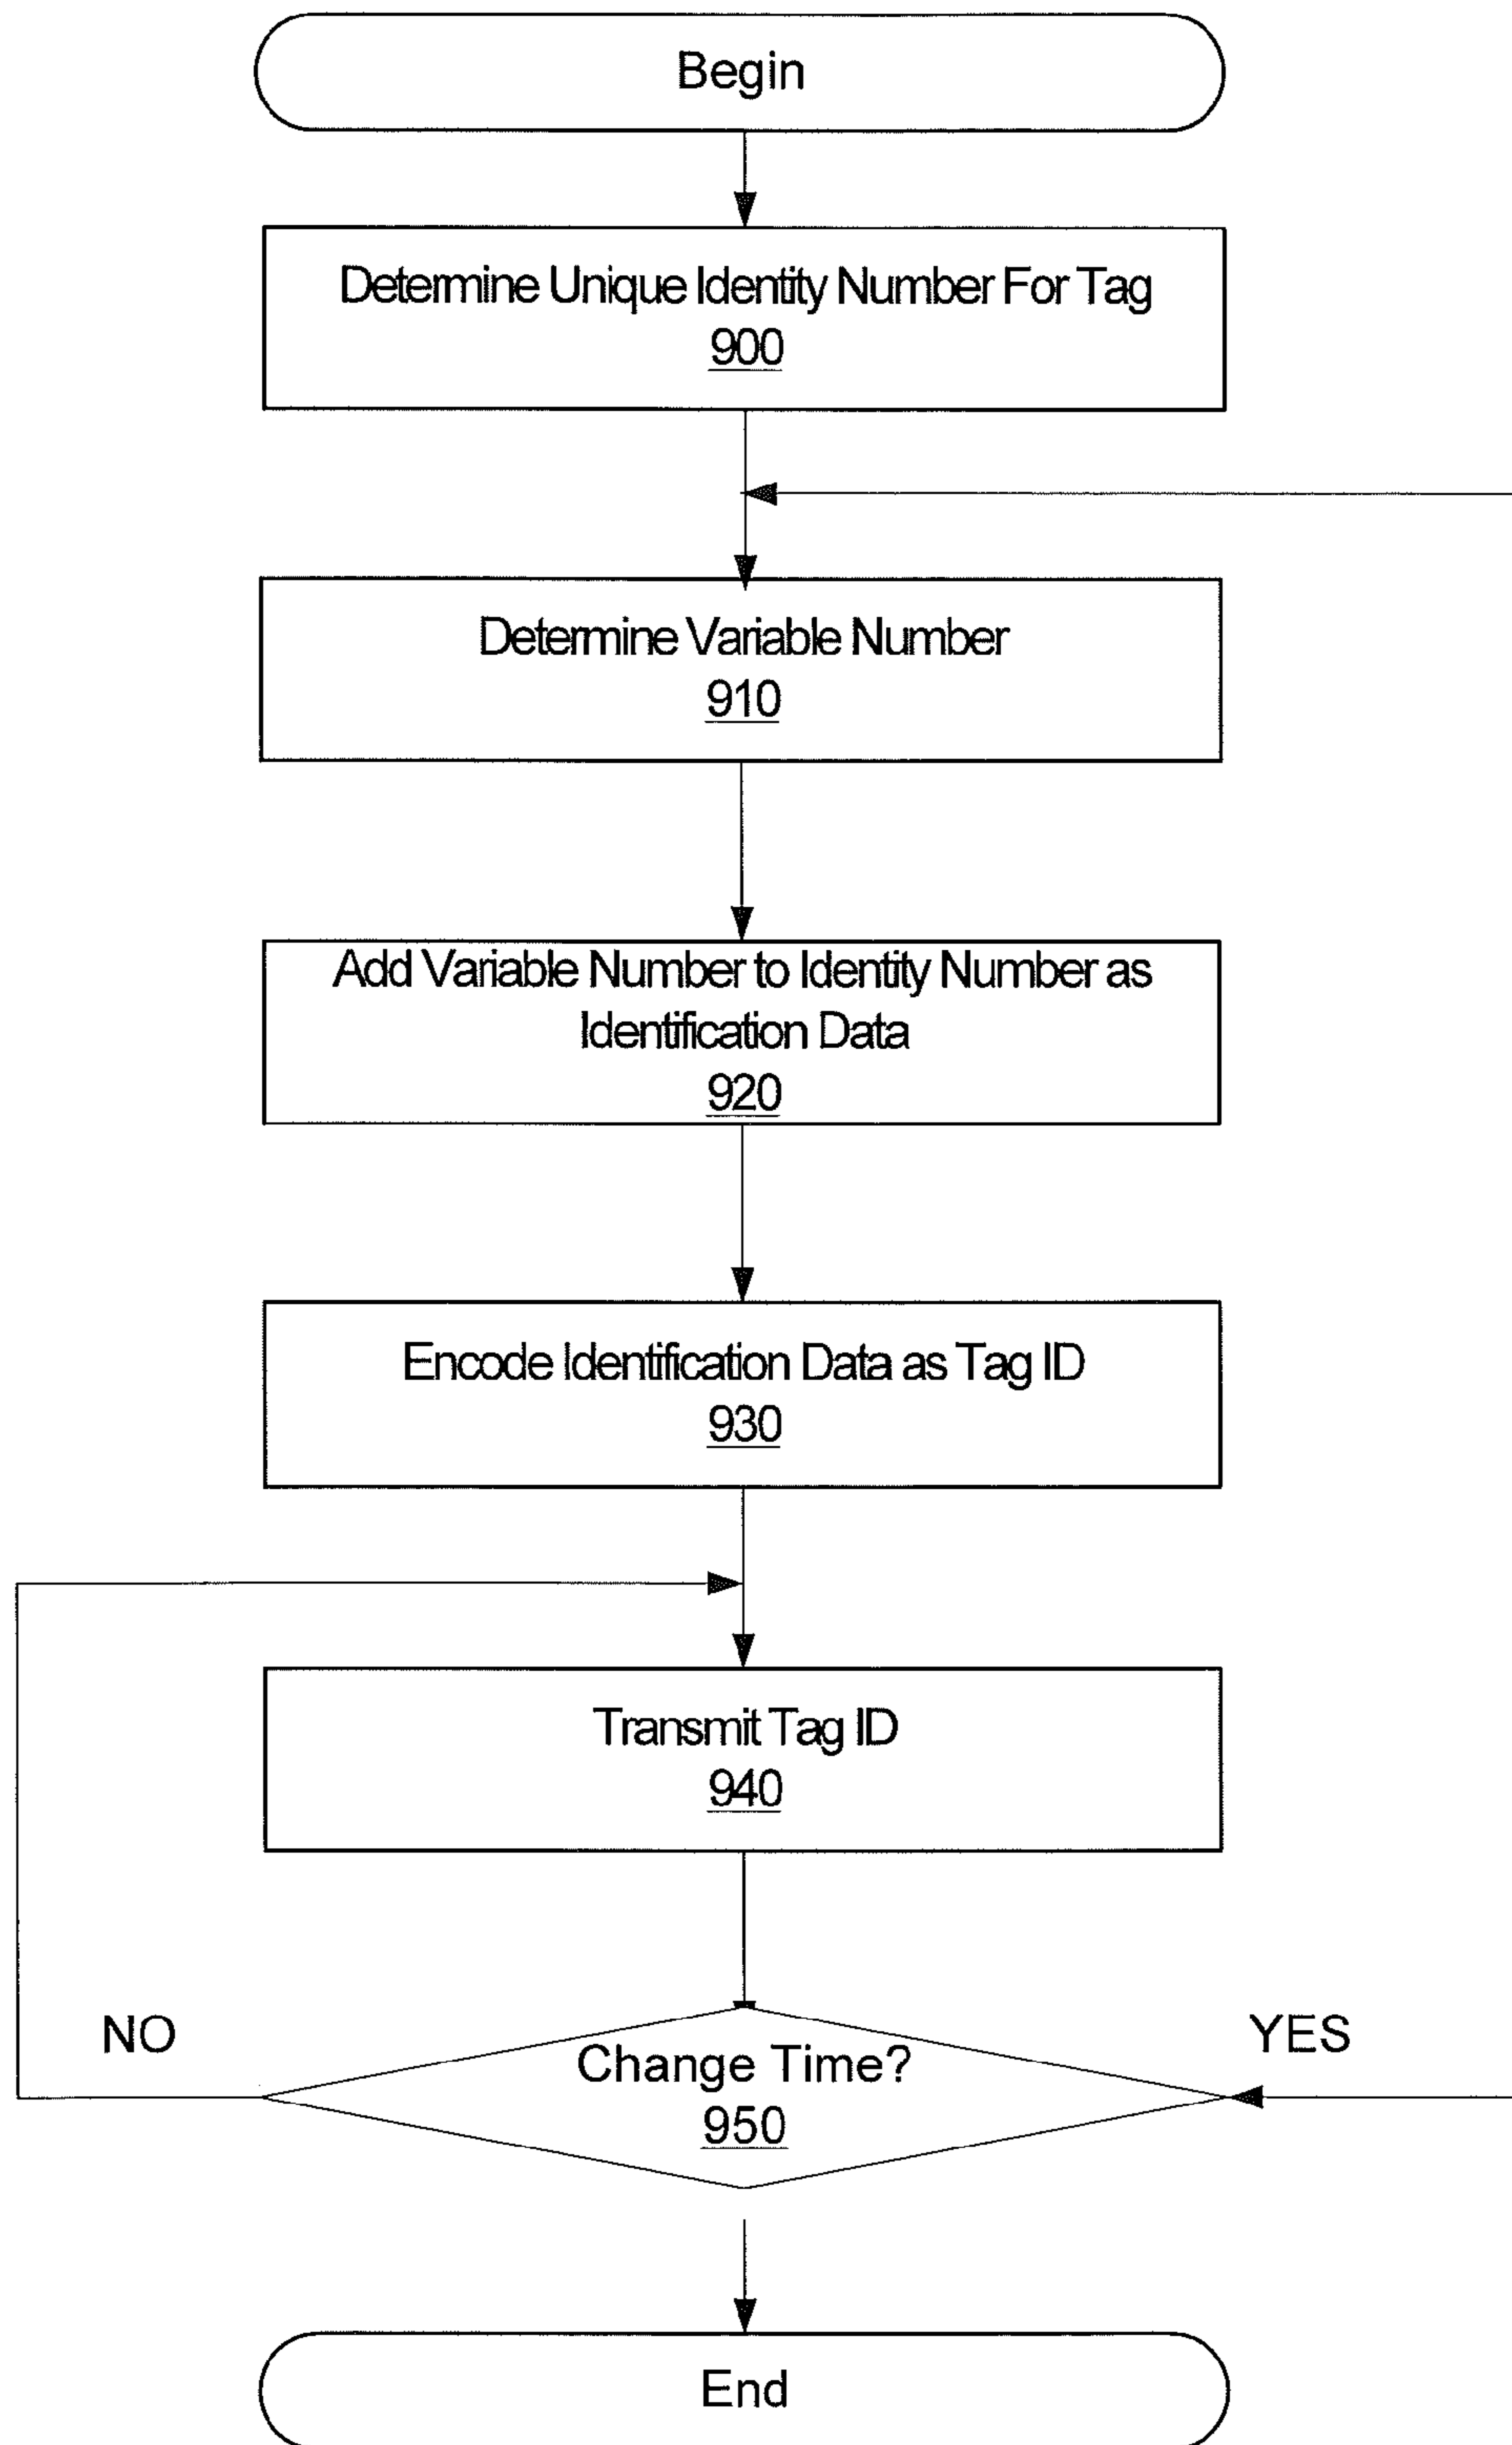 Begin
Determine Unique Identity Number For Tag
900
Determine Variable Number
910
Add Variable Number to Identity Number as
Identification Data
920
Encode Identification Data as Tag ID
930
Transmit Tag ID
940
NO
YES
Change Time?
950
End